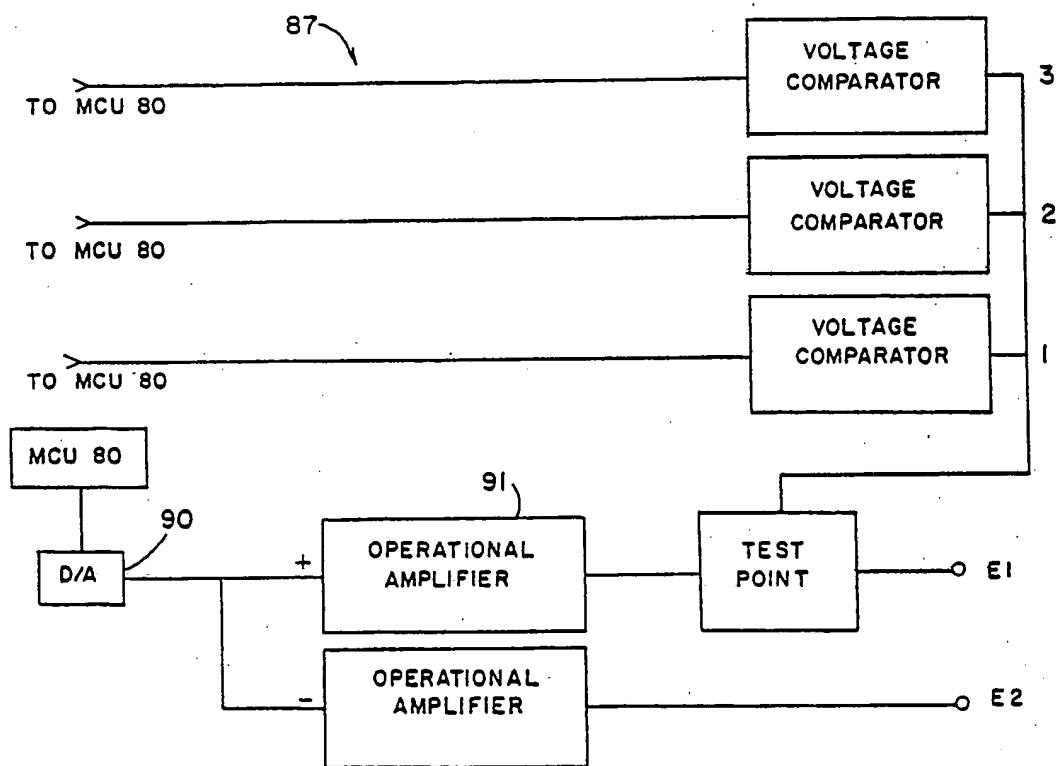 87
VOLTAGE
COMPARATOR
3
TO MCU 80
VOLTAGE
COMPARATOR
2
TO MCU 80
VOLTAGE
COMPARATOR
1
TO MCU 80
MCU 80
90
D/A
91
+
OPERATIONAL
AMPLIFIER
TEST
POINT
E1
-
OPERATIONAL
AMPLIFIER
E2